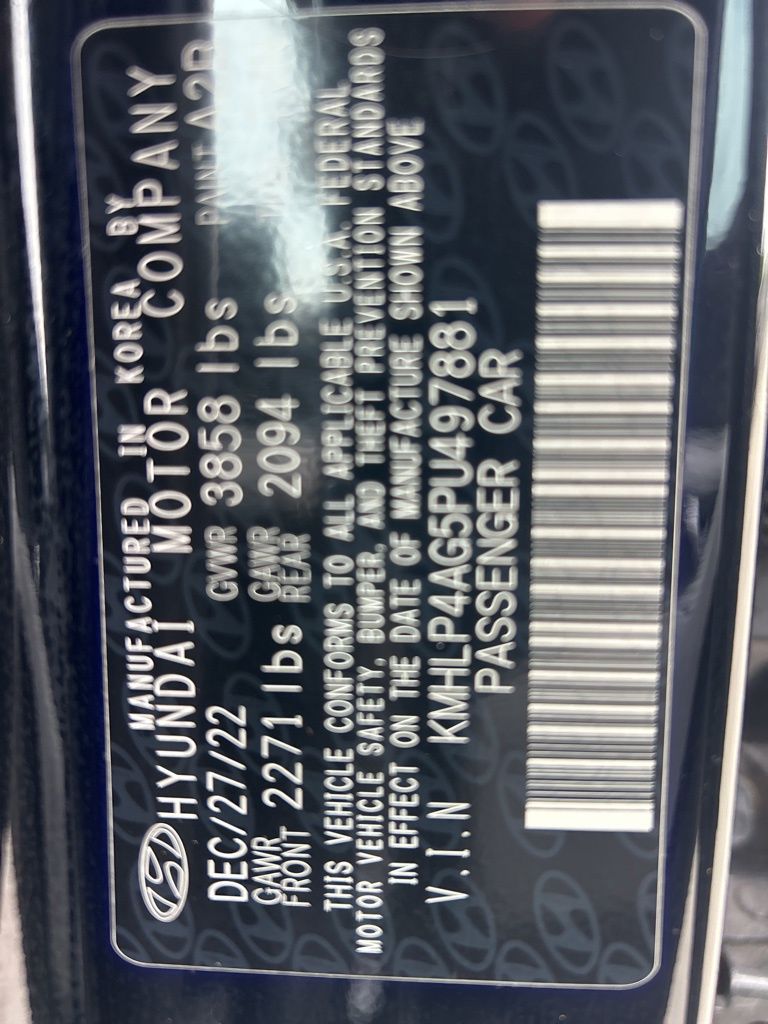 MANUFACTURED IN KOREA BY
HYUNDAI MOTOR COMPANY
DEC/27/22 GVWR 3858 lbs PAINT A2B
GAWR FRONT 2271 lbs GAWR REAR 2094 lbs
THIS VEHICLE CONFORMS TO ALL APPLICABLE U.S.A. FEDERAL
MOTOR VEHICLE SAFETY, BUMPER, AND THEFT PREVENTION STANDARDS
IN EFFECT ON THE DATE OF MANUFACTURE SHOWN ABOVE
V.I.N KMHLP4AG5PU497881
PASSENGER CAR